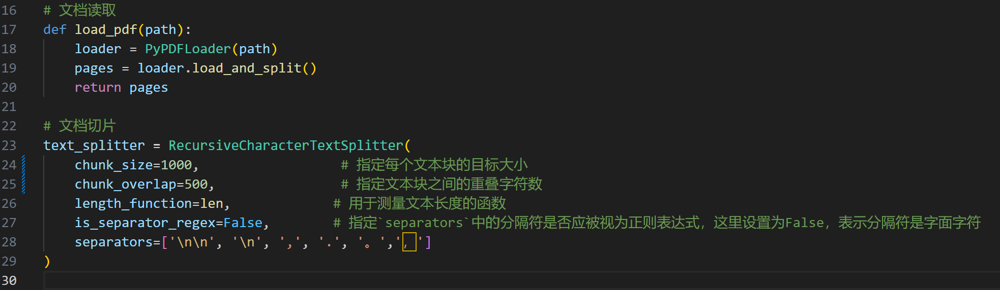 16 # 文档读取
17 def load_pdf(path):
18 loader = PyPDFLoader(path)
19 pages = loader.load_and_split()
20 return pages
21
22 # 文档切片
23 text_splitter = RecursiveCharacterTextSplitter(
24 chunk_size=1000, # 指定每个文本块的目标大小
25 chunk_overlap=500, # 指定文本块之间的重叠字符数
26 length_function=len, # 用于测量文本长度的函数
27 is_separator_regex=False, # 指定`separators`中的分隔符是否应被视为正则表达式，这里设置为False，表示分隔符是字面字符
28 separators=['\n\n', '\n', ',', '.', '。','，']
29 )
30